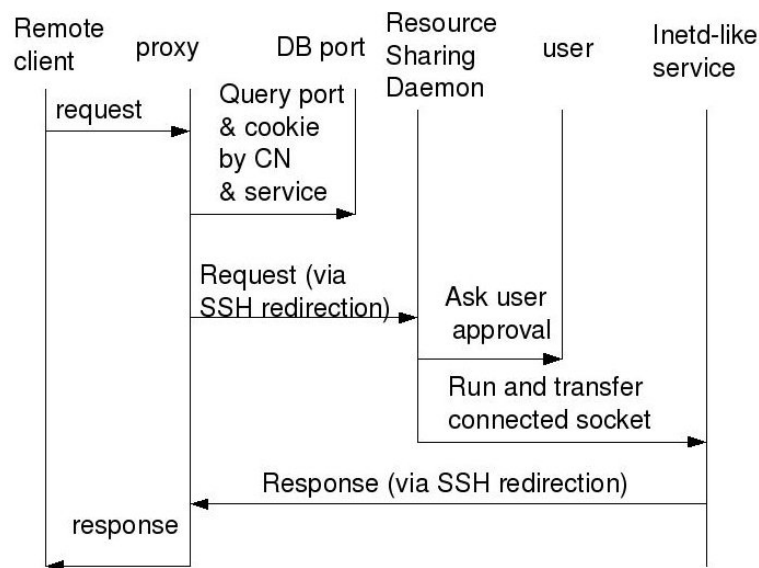 Remote
client
proxy
DB port
Resource
Sharing
Daemon
user
Inetd-like
service
request
Query port
& cookie
by CN
& service
Request (via
SSH redirection)
Ask user
approval
Run and transfer
connected socket
Response (via SSH redirection)
response